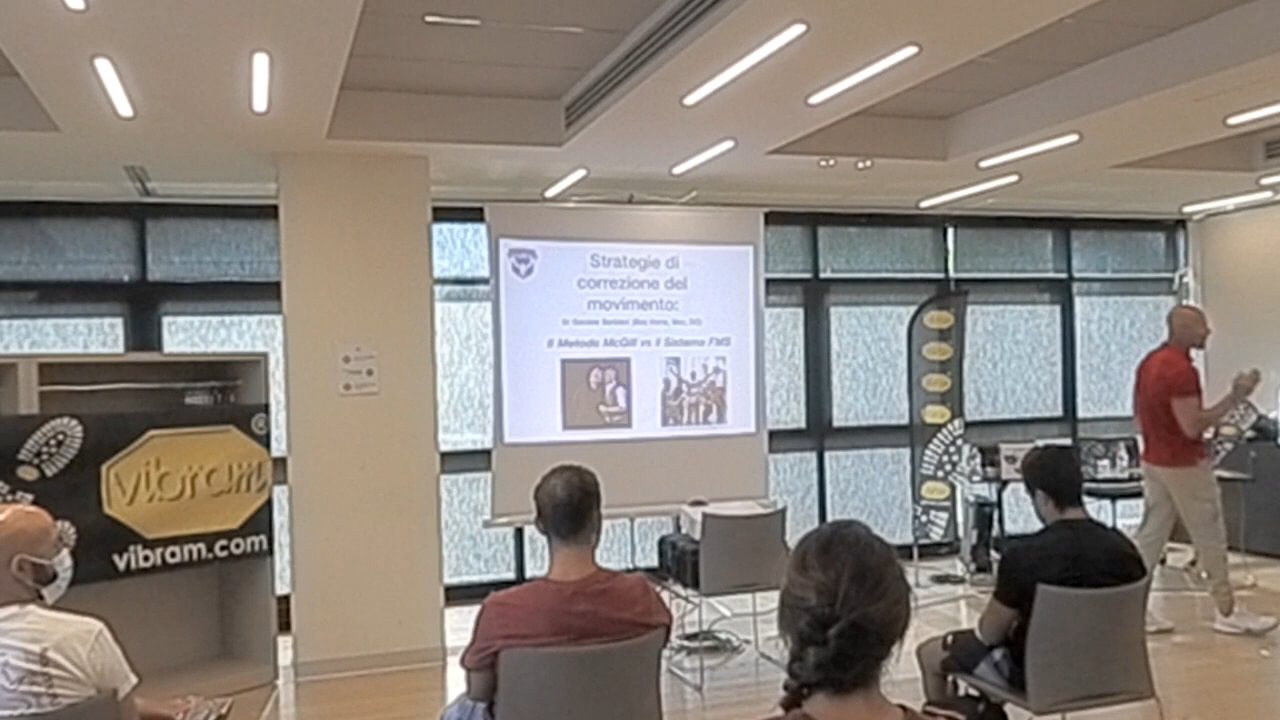 Strategie di
correzione del
movimento:
Il Metodo McGill vs il Sistema FMS
vibram
vibram.com